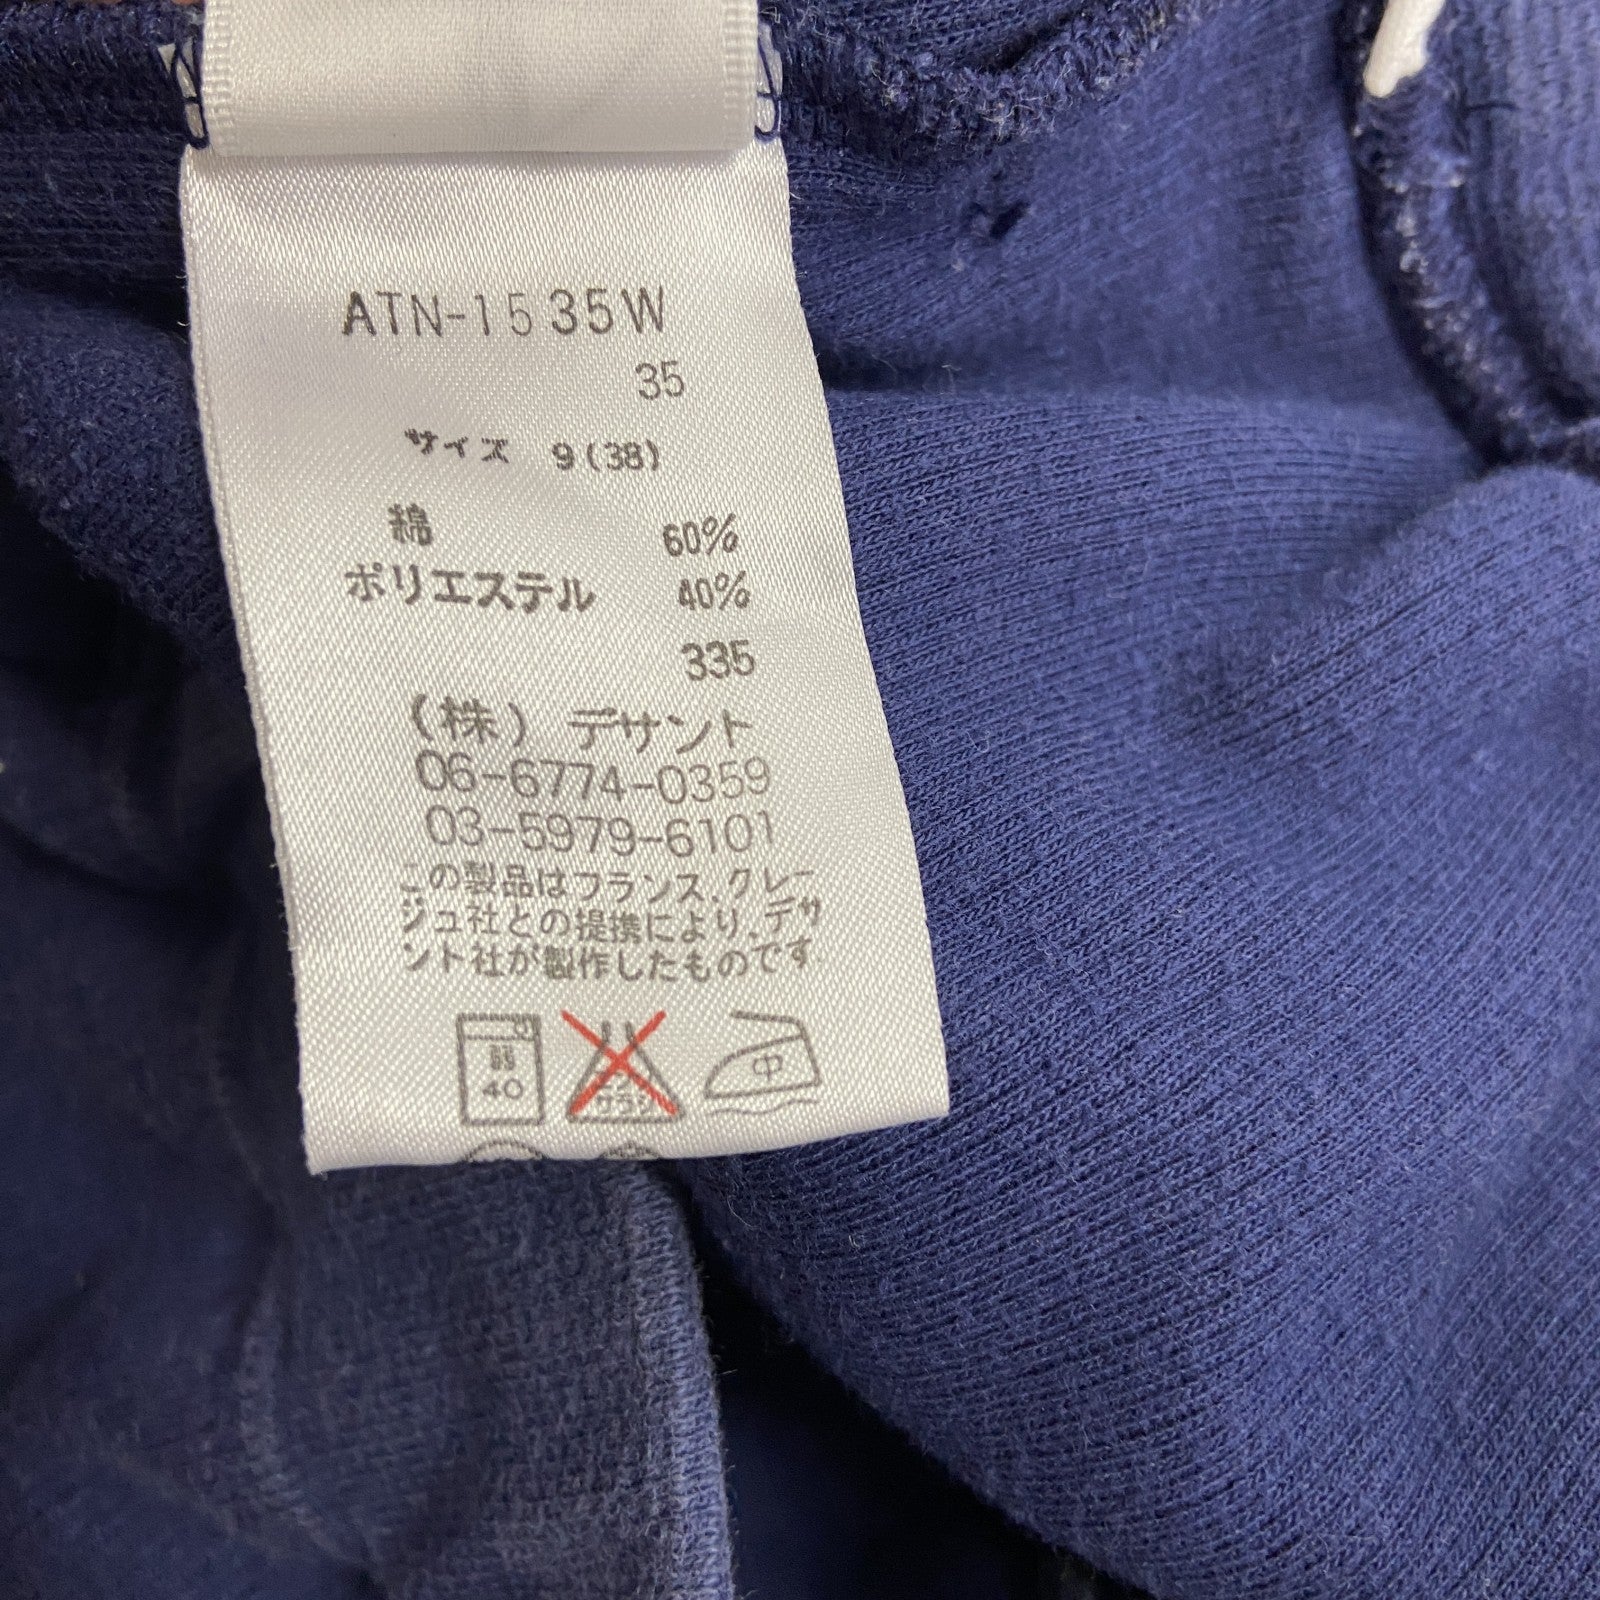 ATN-1535W
35
サイズ 9(38)
綿 60%
ポリエステル 40%
335
(株) デサント
06-6774-0359
03-5979-6101
この製品はフランス.クレー
ジュ社との提携により.デサ
ント社が製作したものです.
40
サラシ
中